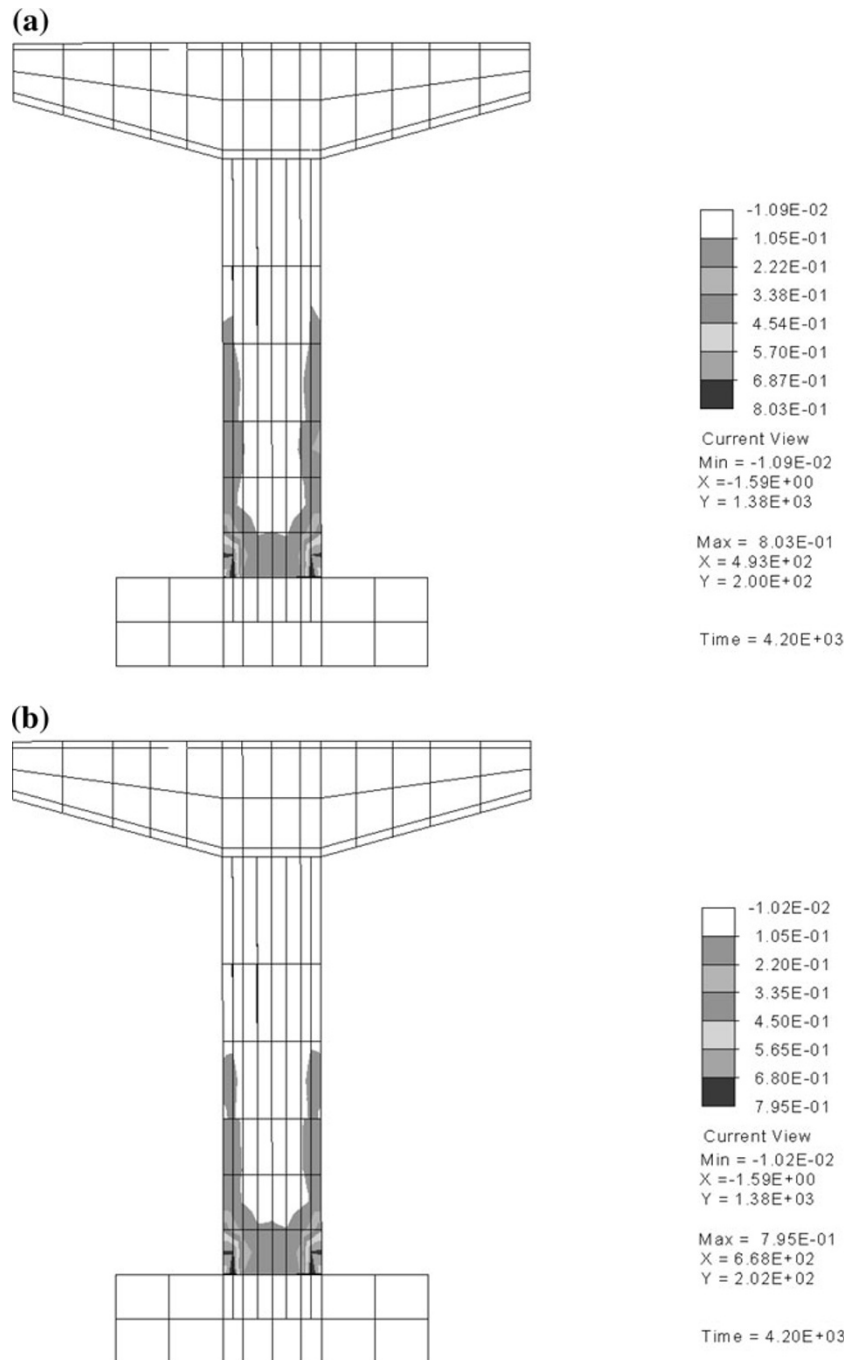 (a)
-1.09E-02
1.05E-01
2.22E-01
3.38E-01
4.54E-01
5.70E-01
6.87E-01
8.03E-01
Current View
Min = -1.09E-02
X =-1.59E+00
Y = 1.38E+03
Max = 8.03E-01
X = 4.93E+02
Y = 2.00E+02
Time = 4.20E+03
(b)
-1.02E-02
1.05E-01
2.20E-01
3.35E-01
4.50E-01
5.65E-01
6.80E-01
7.95E-01
Current View
Min = -1.02E-02
X =-1.59E+00
Y = 1.38E+03
Max = 7.95E-01
X = 6.68E+02
Y = 2.02E+02
Time = 4.20E+03